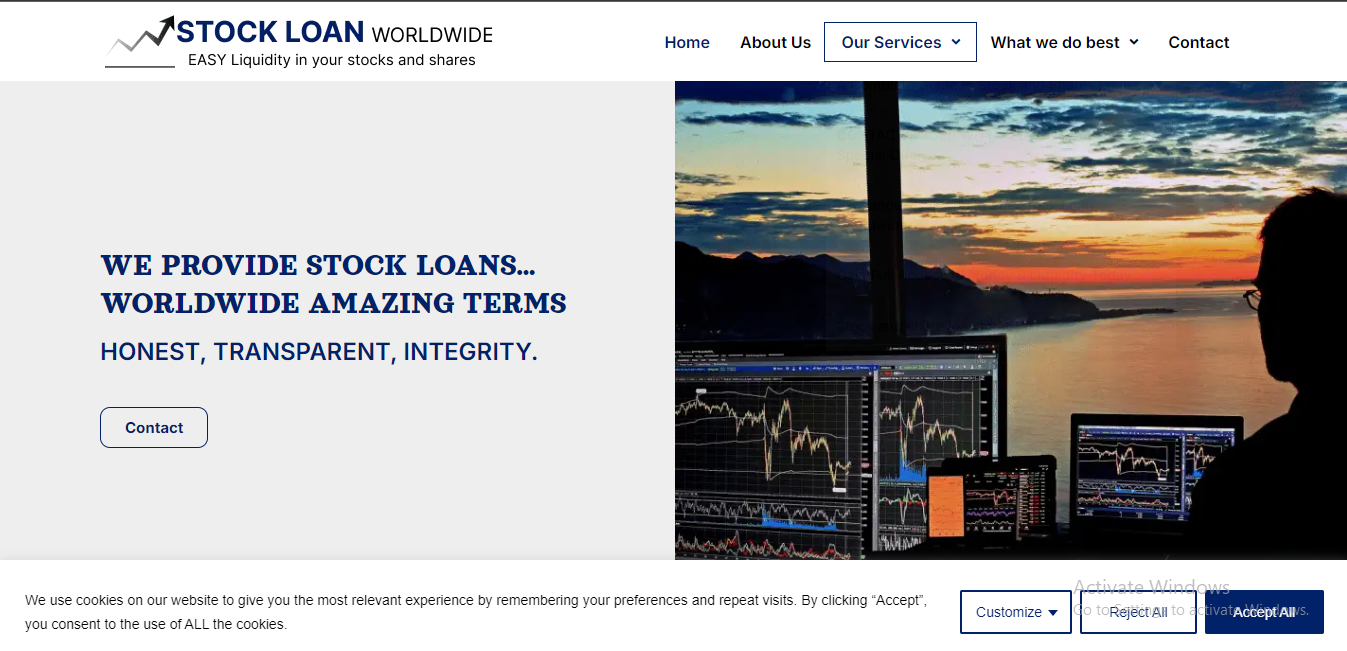 STOCK LOAN WORLDWIDE
EASY Liquidity in your stocks and shares
Home
About Us
Our Services
What we do best
Contact
WE PROVIDE STOCK LOANS...
WORLDWIDE AMAZING TERMS
HONEST, TRANSPARENT, INTEGRITY.
Contact
We use cookies on our website to give you the most relevant experience by remembering your preferences and repeat visits. By clicking “Accept”,
you consent to the use of ALL the cookies.
Customize
Reject All
Accept All
Activate Windows
Go to Settings to activate Windows.